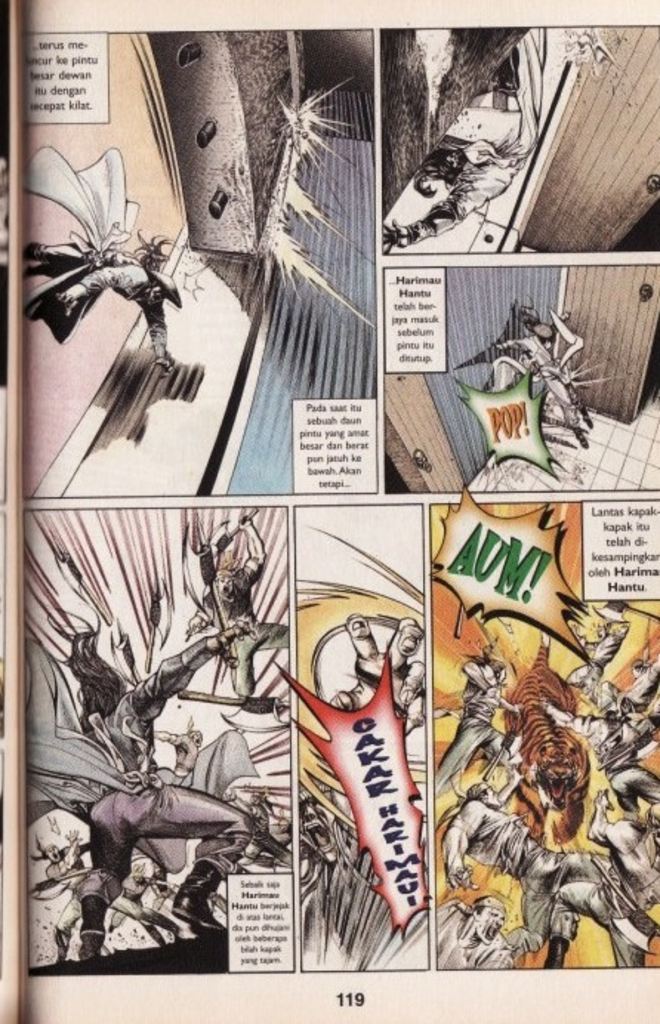 ...terus me-
ncur ke pintu
besar dewan
itu dengan
secepat kilat.
Pada saat itu
sebuah daun
pintu yang amat
besar dan berat
pun jatuh ke
bawah. Akan
tetapi...
...Harimau
Hantu
telah ber-
jaya masuk
sebelum
pintu itu
ditutup.
POP!
Sebaik saja
Harimau
Hantu berjejak
di atas lantai,
dia pun dihujani
oleh beberapa
bilah kapak
yang tajam.
CAKAR HARIMAU!
AUM!
Lantas kapak-
kapak itu
telah di-
kesampingkan
oleh Harimau
Hantu.
119